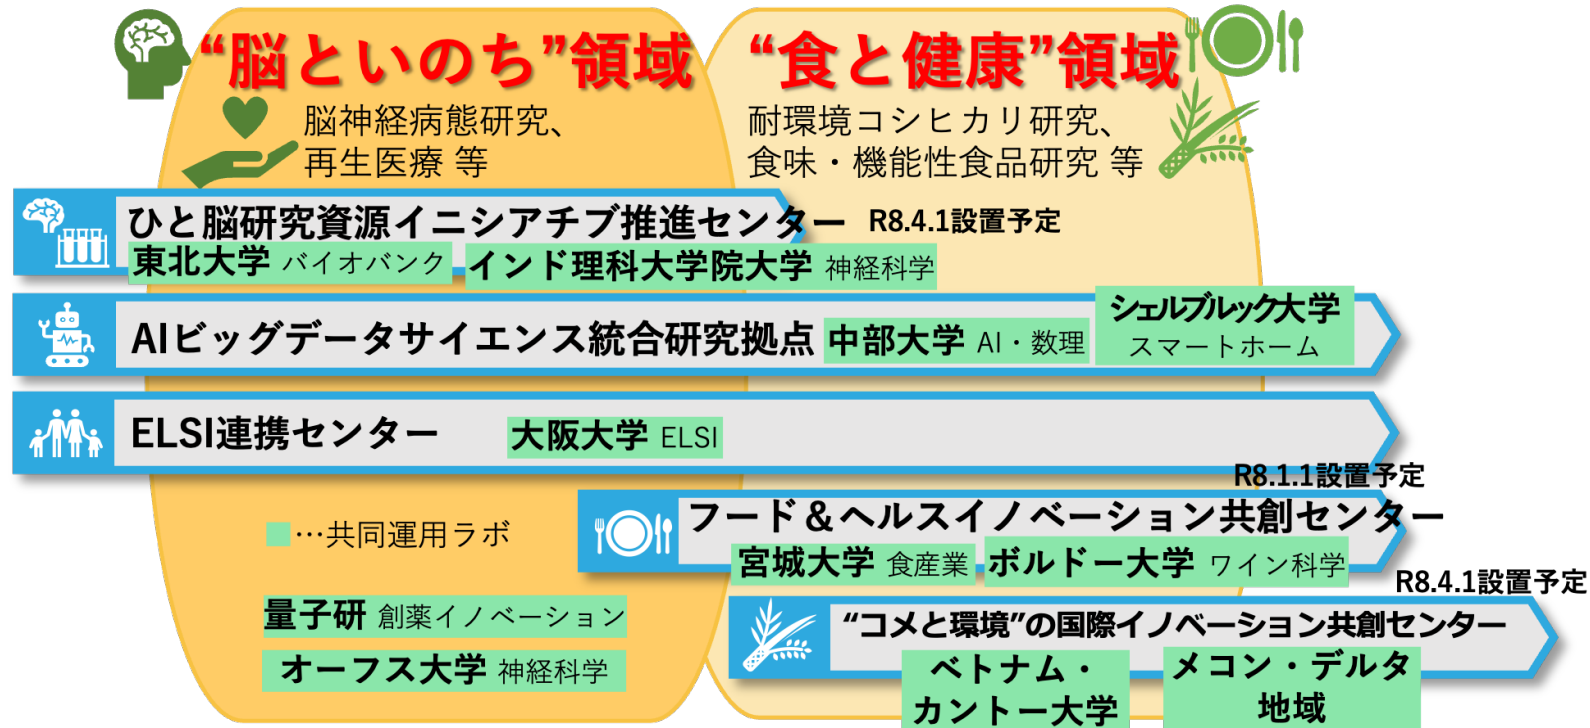 “脳といのち”領域
脳神経病態研究、
再生医療 等
“食と健康”領域
耐環境コシヒカリ研究、
食味・機能性食品研究 等
ひと脳研究資源イニシアチブ推進センター R8.4.1設置予定
東北大学 バイオバンク インド理科大学院大学 神経科学
AIビッグデータサイエンス統合研究拠点 中部大学 AI・数理
シェルブルック大学
スマートホーム
ELSI連携センター 大阪大学 ELSI
R8.1.1設置予定
フード＆ヘルスイノベーション共創センター
宮城大学 食産業 ボルドー大学 ワイン科学
…共同運用ラボ
量子研 創薬イノベーション
オーフス大学 神経科学
R8.4.1設置予定
“コメと環境”の国際イノベーション共創センター
ベトナム・
カントー大学
メコン・デルタ
地域